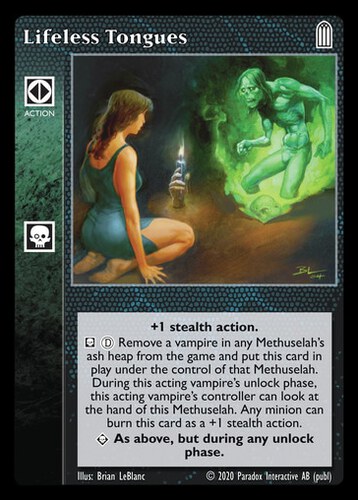 Lifeless Tongues
ACTION
+1 stealth action.
Ⓓ Remove a vampire in any Methuselah's
ash heap from the game and put this card in
play under the control of that Methuselah.
During this acting vampire's unlock phase,
this acting vampire's controller can look at
the hand of this Methuselah. Any minion can
burn this card as a +1 stealth action.
As above, but during any unlock
phase.
Illus: Brian LeBlanc © 2020 Paradox Interactive AB (publ)